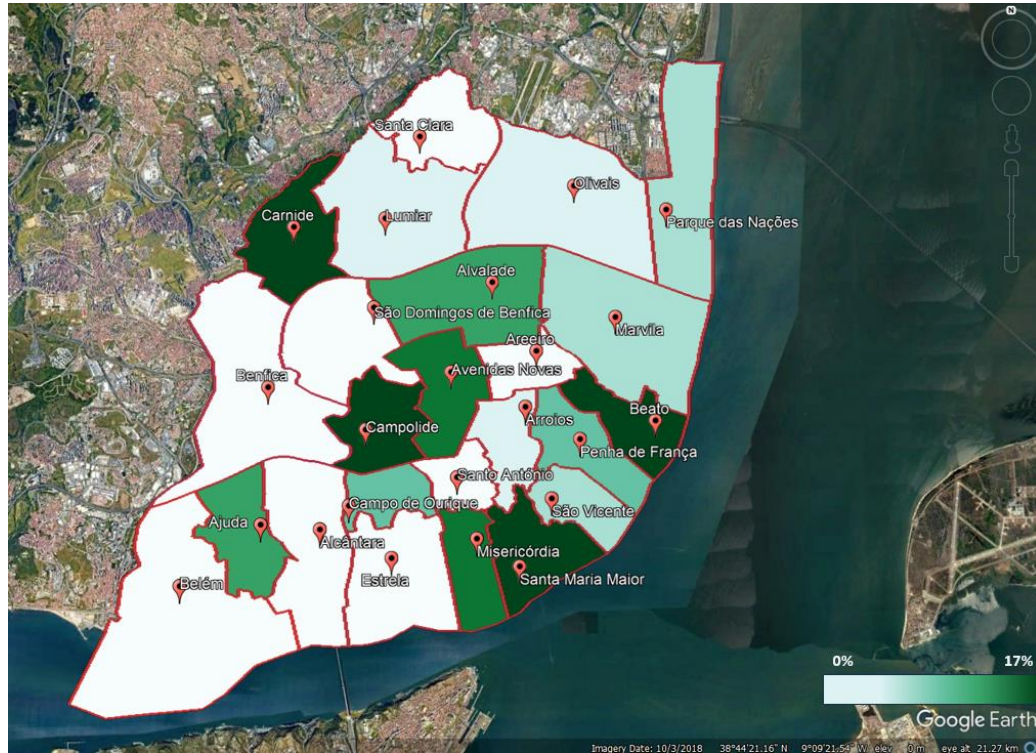 N
Santa Clara
Olivais
Carnide
Lumiar
Parque das Nações
Alvalade
São Domingos de Benfica
Marvila
Areeiro
Avenidas Novas
Benfica
Arroios
Beato
Campolide
Penha de França
Santo António
Campo de Ourique
São Vicente
Ajuda
Alcântara
Misericórdia
Estrela
Santa Maria Maior
Belém
0% 17%
Google Earth
Imagery Date: 10/3/2018 38°44'21.16" N 9°09'21.54" W elev 0 m eye alt 21.27 km